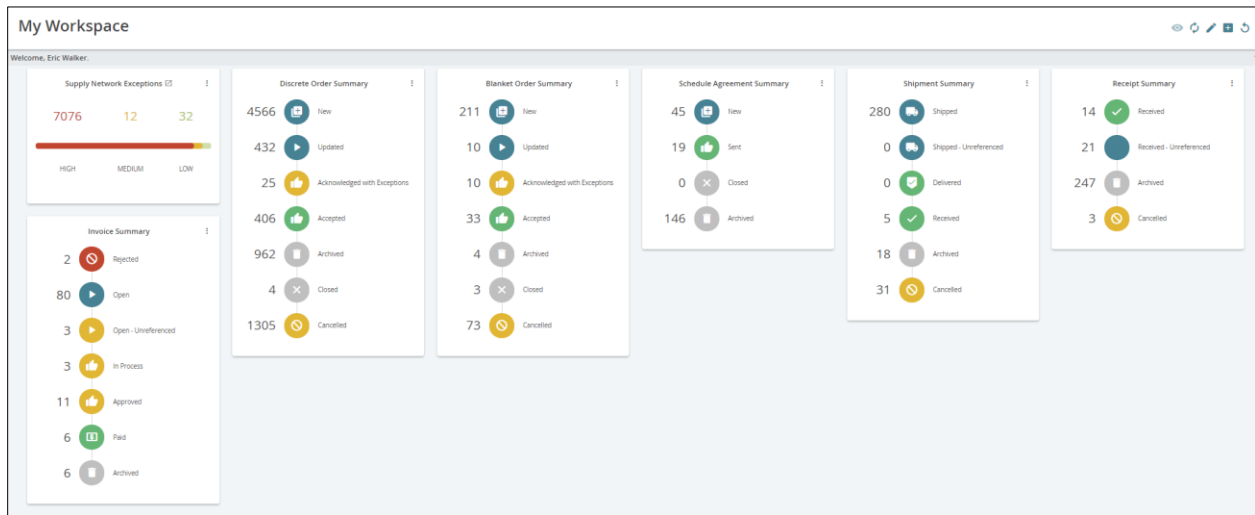 My Workspace
Welcome, Eric Walker.
Supply Network Exceptions
7076 12 32
HIGH MEDIUM LOW
Invoice Summary
2 Rejected
80 Open
3 Open - Unreferenced
3 In Process
11 Approved
6 Paid
6 Archived
Discrete Order Summary
4566 New
432 Updated
25 Acknowledged with Exceptions
406 Accepted
962 Archived
4 Closed
1305 Cancelled
Blanket Order Summary
211 New
10 Updated
10 Acknowledged with Exceptions
33 Accepted
4 Archived
3 Closed
73 Cancelled
Schedule Agreement Summary
45 New
19 Sent
0 Closed
146 Archived
Shipment Summary
280 Shipped
0 Shipped - Unreferenced
0 Delivered
5 Received
18 Archived
31 Cancelled
Receipt Summary
14 Received
21 Received - Unreferenced
247 Archived
3 Cancelled